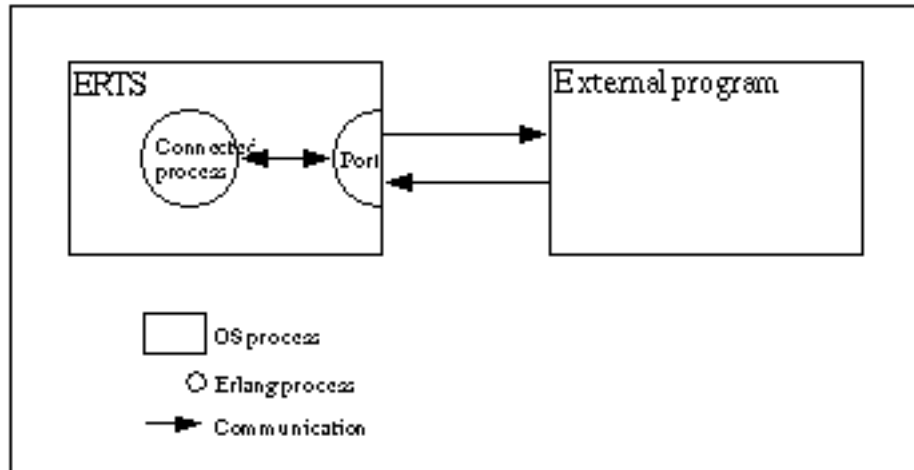 ERTS
External program
Connected
process
Port
OS process
Erlang process
Communication